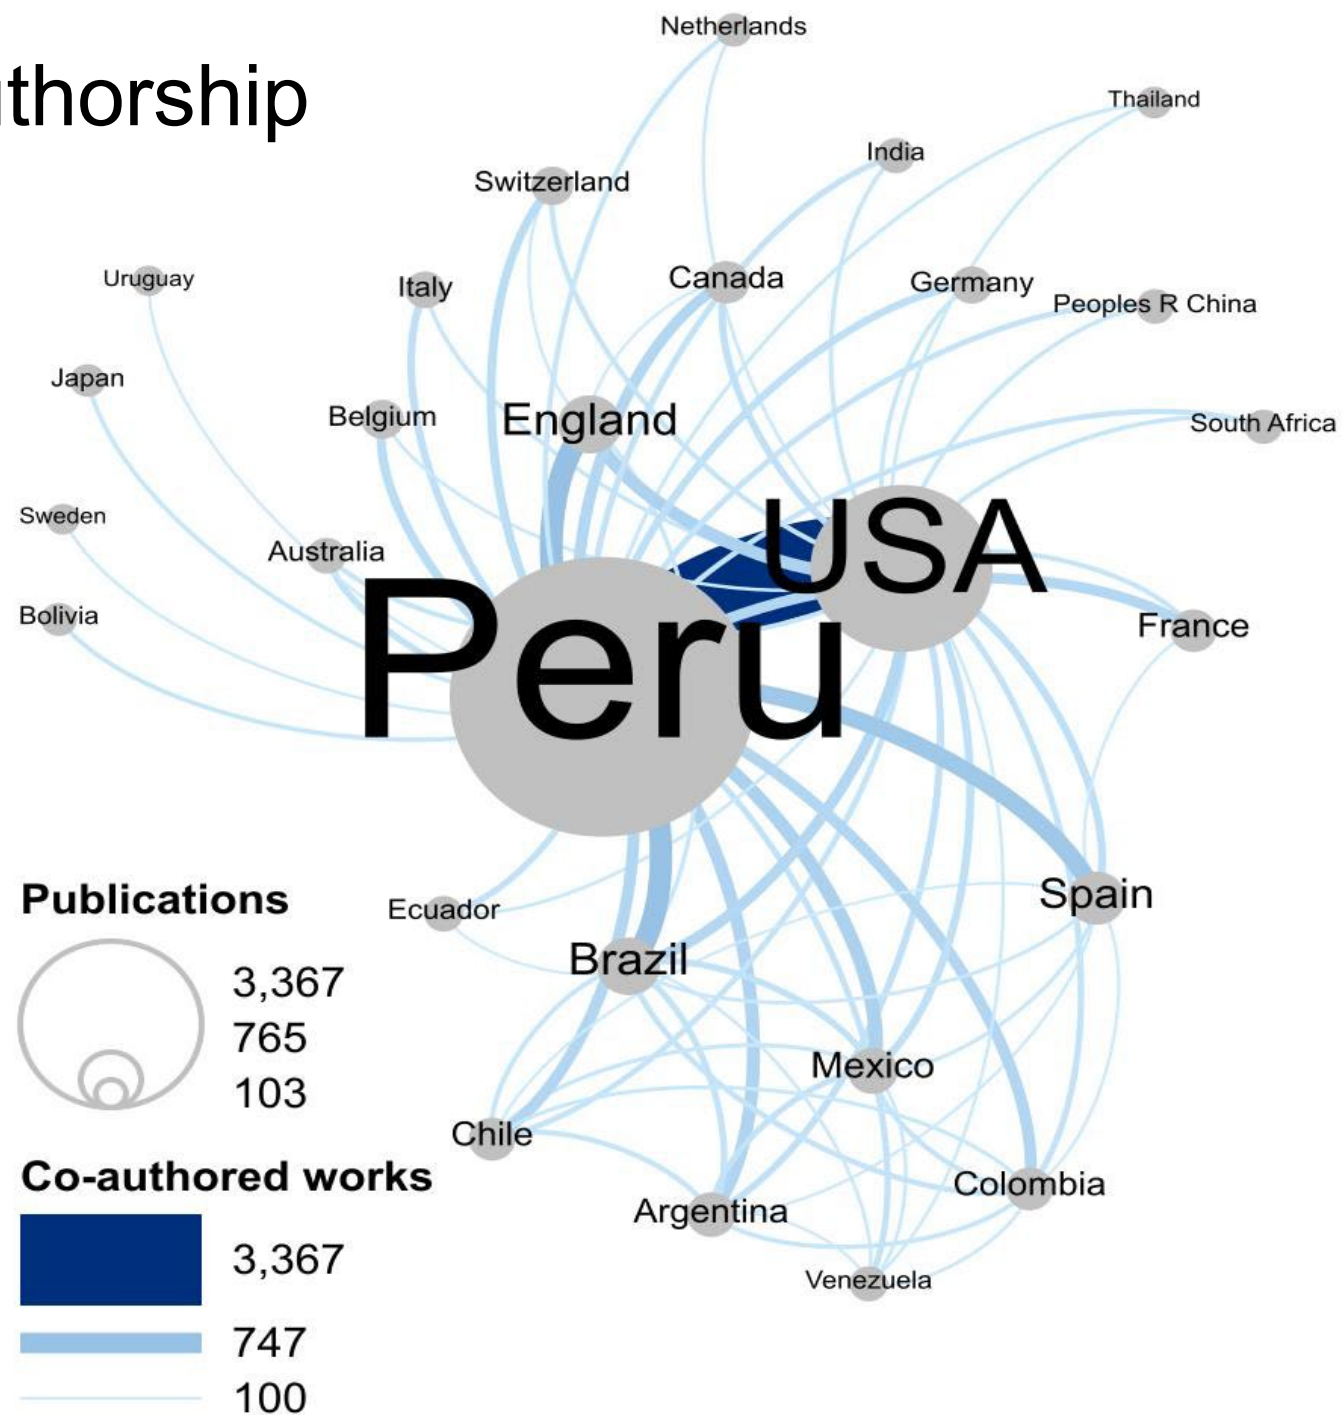 Netherlands
uthorship
Thailand
India
Switzerland
Uruguay
Italy
Canada
Germany
Peoples R China
Japan
Belgium
England
South Africa
USA
Sweden
Australia
Peru
Bolivia
France
Publications
Ecuador
Spain
Brazil
3,367
765
103
Mexico
Chile
Co-authored works
Colombia
Argentina
3,367
Venezuela
747
100